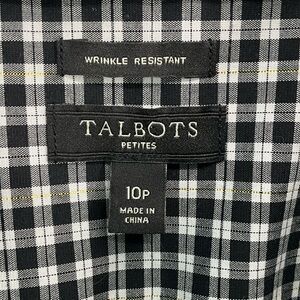 WRINKLE RESISTANT
TALBOTS
PETITES
10P
MADE IN
CHINA